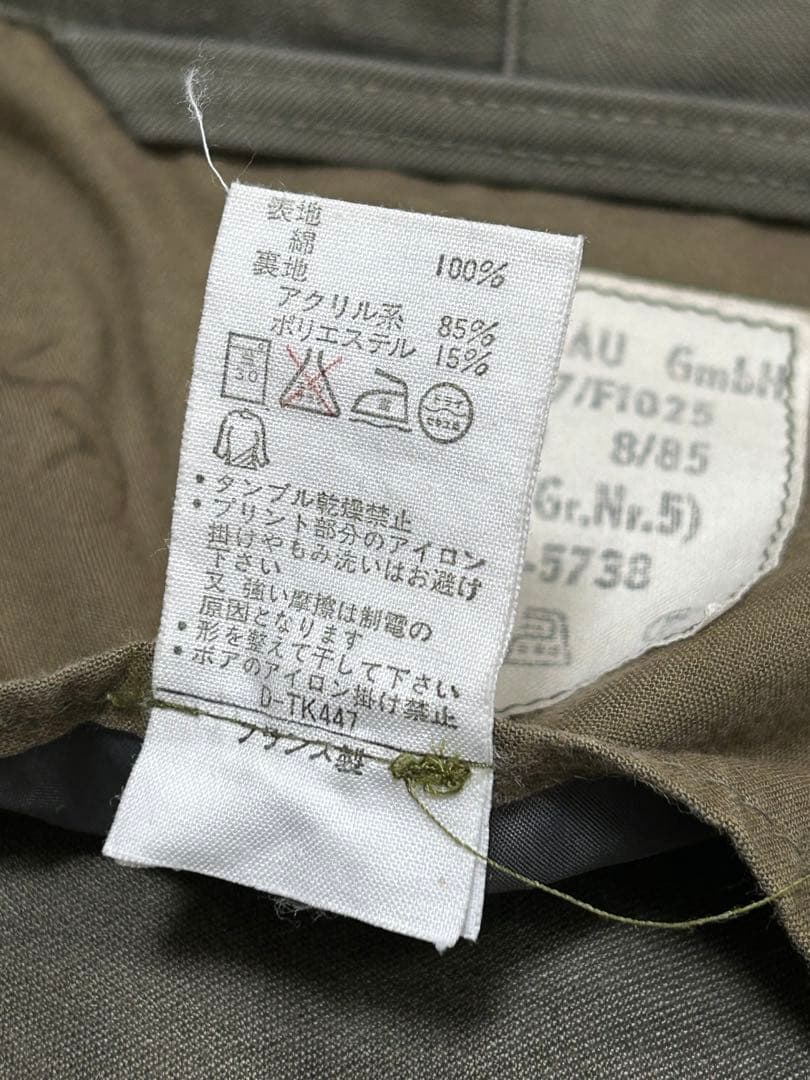 表地
綿 100%
裏地
アクリル系 85%
ポリエステル 15%
・タンブル乾燥禁止
・プリント部分のアイロン
掛けやもみ洗いはお避け
下さい
又 強い摩擦は制電の
原因となります
・形を整えて干して下さい
・ボアのアイロン掛け禁止
D-TK447
フランス製
AU GmbH
7/F1025
8/85
Gr.Nr.5)
-5738